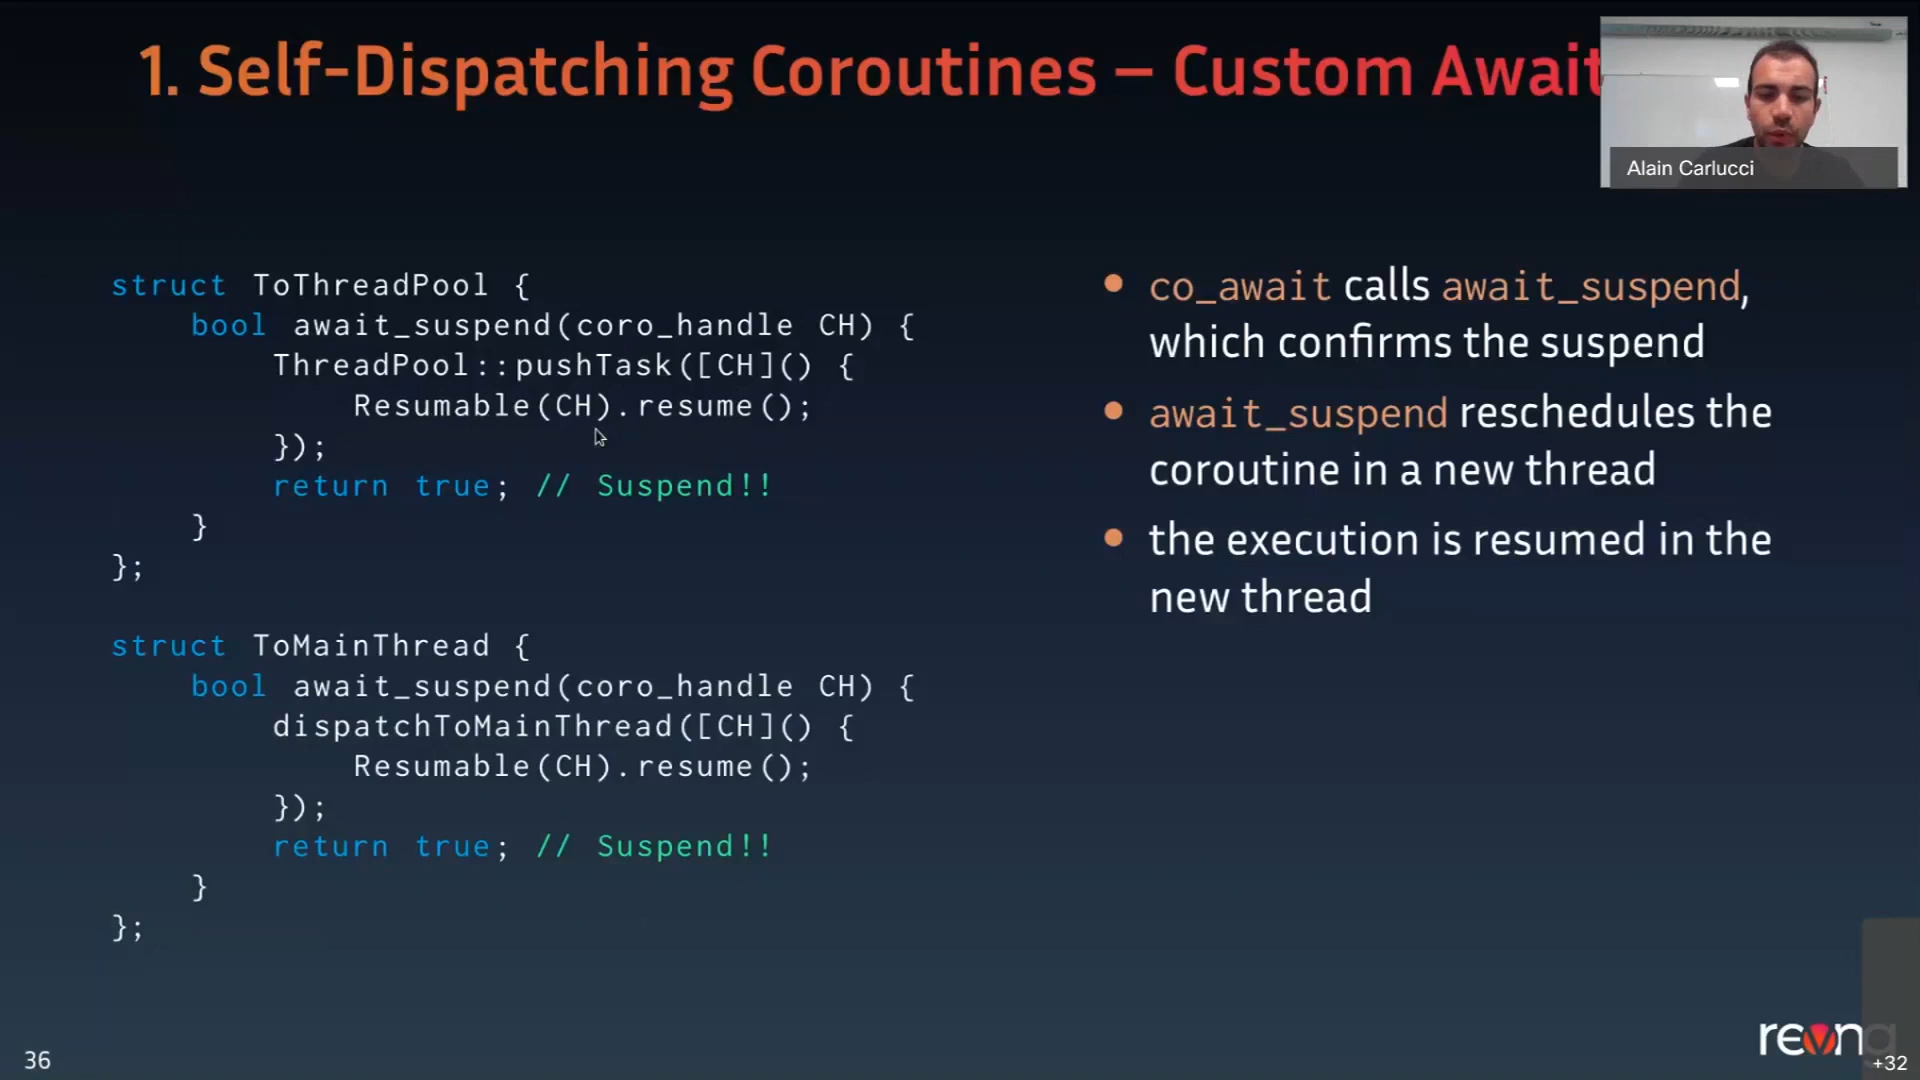 1. Self-Dispatching Coroutines – Custom Await
Alain Carlucci
struct ToThreadPool {
bool await_suspend(coro_handle CH) {
ThreadPool::pushTask([CH]() {
Resumable(CH).resume();
});
return true; // Suspend!!
}
};
struct ToMainThread {
bool await_suspend(coro_handle CH) {
dispatchToMainThread([CH]() {
Resumable(CH).resume();
});
return true; // Suspend!!
}
};
• co_await calls await_suspend,
which confirms the suspend
• await_suspend reschedules the
coroutine in a new thread
• the execution is resumed in the
new thread
36
revng
+32